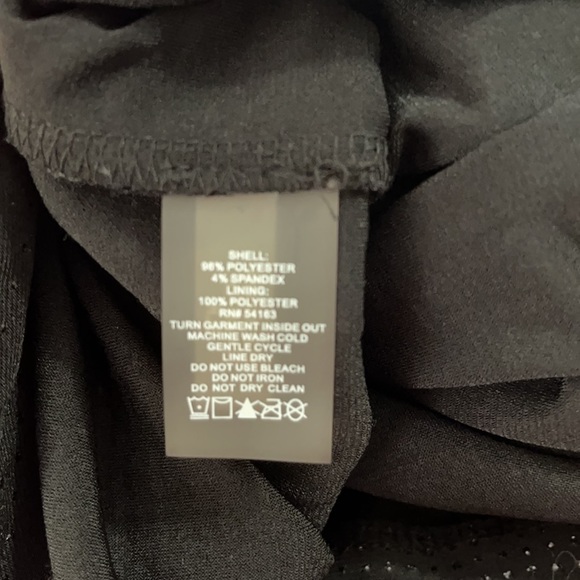 SHELL:
96% POLYESTER
4% SPANDEX
LINING:
100% POLYESTER
RN# 54163
TURN GARMENT INSIDE OUT
MACHINE WASH COLD
GENTLE CYCLE
LINE DRY
DO NOT USE BLEACH
DO NOT IRON
DO NOT DRY CLEAN